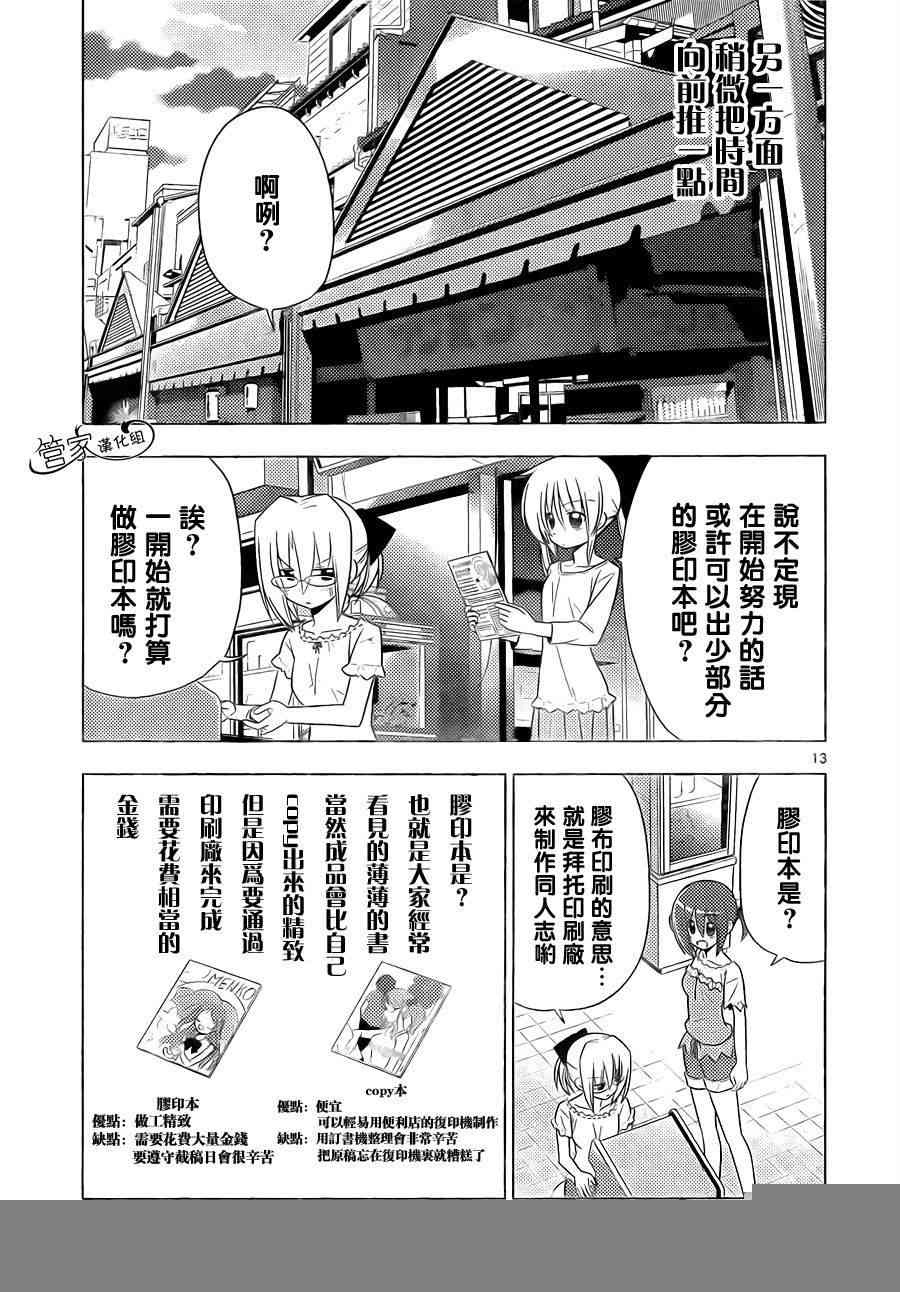 另一方面
稍微把時間
向前推一點
啊咧？
管家漢化組
說不定現
在開始努力的話
或許可以出少部分
的膠印本吧？
誒？
一開始就打算
做膠印本嗎？
13
膠印本是？
膠布印刷的意思…
就是拜托印刷廠
來制作同人志喲
膠印本是？
也就是大家經常
看見的薄薄的書
當然成品會比自己
copy出來的精致
但是因爲要通過
印刷廠來完成
需要花費相當的
金錢
MENKO
copy本
優點：便宜
可以輕易用便利店的復印機制作
缺點：用訂書機整理會非常辛苦
把原稿忘在復印機裏就糟糕了
膠印本
優點：做工精致
缺點：需要花費大量金錢
要遵守截稿日會很辛苦